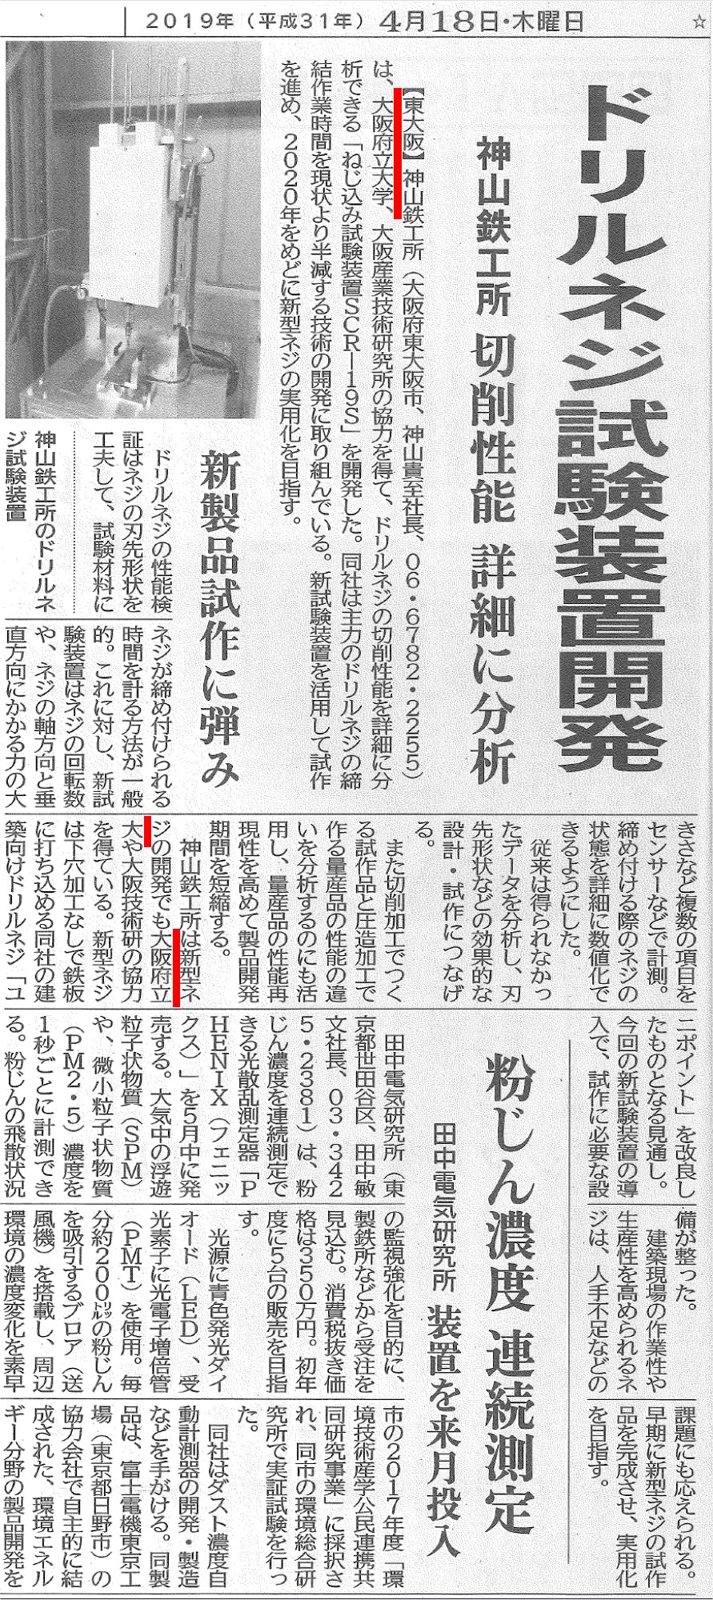 2019年（平成31年）4月18日・木曜日
☆
ドリルネジ試験装置開発
神山鉄工所 切削性能 詳細に分析
【東大阪】神山鉄工所（大阪府東大阪市、神山貴至社長、06・6782・2255）
は、大阪府立大学、大阪産業技術研究所の協力を得て、ドリルネジの切削性能を詳細に分
析できる「ねじ込み試験装置SCR―19S」を開発した。同社は主力のドリルネジの締
結作業時間を現状より半減する技術の開発に取り組んでいる。新試験装置を活用して試作
を進め、2020年をめどに新型ネジの実用化を目指す。
新製品試作に弾み
ドリルネジの性能検
証はネジの刃先形状を
工夫して、試験材料に
神山鉄工所のドリルネ
ジ試験装置
ネジが締め付けられる
時間を計る方法が一般
的。これに対し、新試
験装置はネジの回転数
や、ネジの軸方向と垂
直方向にかかる力の大
きさなど複数の項目を
センサーなどで計測。
締め付ける際のネジの
状態を詳細に数値化で
きるようにした。
従来は得られなかっ
たデータを分析し、刃
先形状などの効果的な
設計・試作につなげ
る。
また切削加工でつく
る試作品と圧造加工で
作る量産品の性能の違
いを分析するのにも活
用し、量産品の性能再
現性を高めて製品開発
期間を短縮する。
神山鉄工所は新型ネ
ジの開発でも大阪府立
大や大阪技術研の協力
を得ている。新型ネジ
は下穴加工なしで鉄板
に打ち込める同社の建
築向けドリルネジ「ユ
ニポイント」を改良し
たものとなる見通し。
今回の新試験装置の導
入で、試作に必要な設
備が整った。
建築現場の作業性や
生産性を高められるネ
ジは、人手不足などの
課題にも応えられる。
早期に新型ネジの試作
品を完成させ、実用化
を目指す。
粉じん濃度 連続測定
田中電気研究所 装置を来月投入
田中電気研究所（東
京都世田谷区、田中敏
文社長、03・342
5・2381）は、粉
じん濃度を連続測定で
きる光散乱測定器「P
HENIX（フェニッ
クス）」を5月中に発
売する。大気中の浮遊
粒子状物質（SPM）
や、微小粒子状物質
（PM2・5）濃度を
1秒ごとに計測でき
る。粉じんの飛散状況
の監視強化を目的に、
製鉄所などから受注を
見込む。消費税抜き価
格は350万円。初年
度に5台の販売を目指
す。
光源に青色発光ダイ
オード（LED）、受
光素子に光電子増倍管
（PMT）を使用。毎
分約200㍑の粉じん
を吸引するブロア（送
風機）を搭載し、周辺
環境の濃度変化を素早
市の2017年度「環
境技術産学公民連携共
同研究事業」に採択さ
れ、同市の環境総合研
究所で実証試験を行っ
た。
同社はダスト濃度自
動計測器の開発・製造
などを手がける。同製
品は、富士電機東京工
場（東京都日野市）の
協力会社で自主的に結
成された、環境エネル
ギー分野の製品開発を